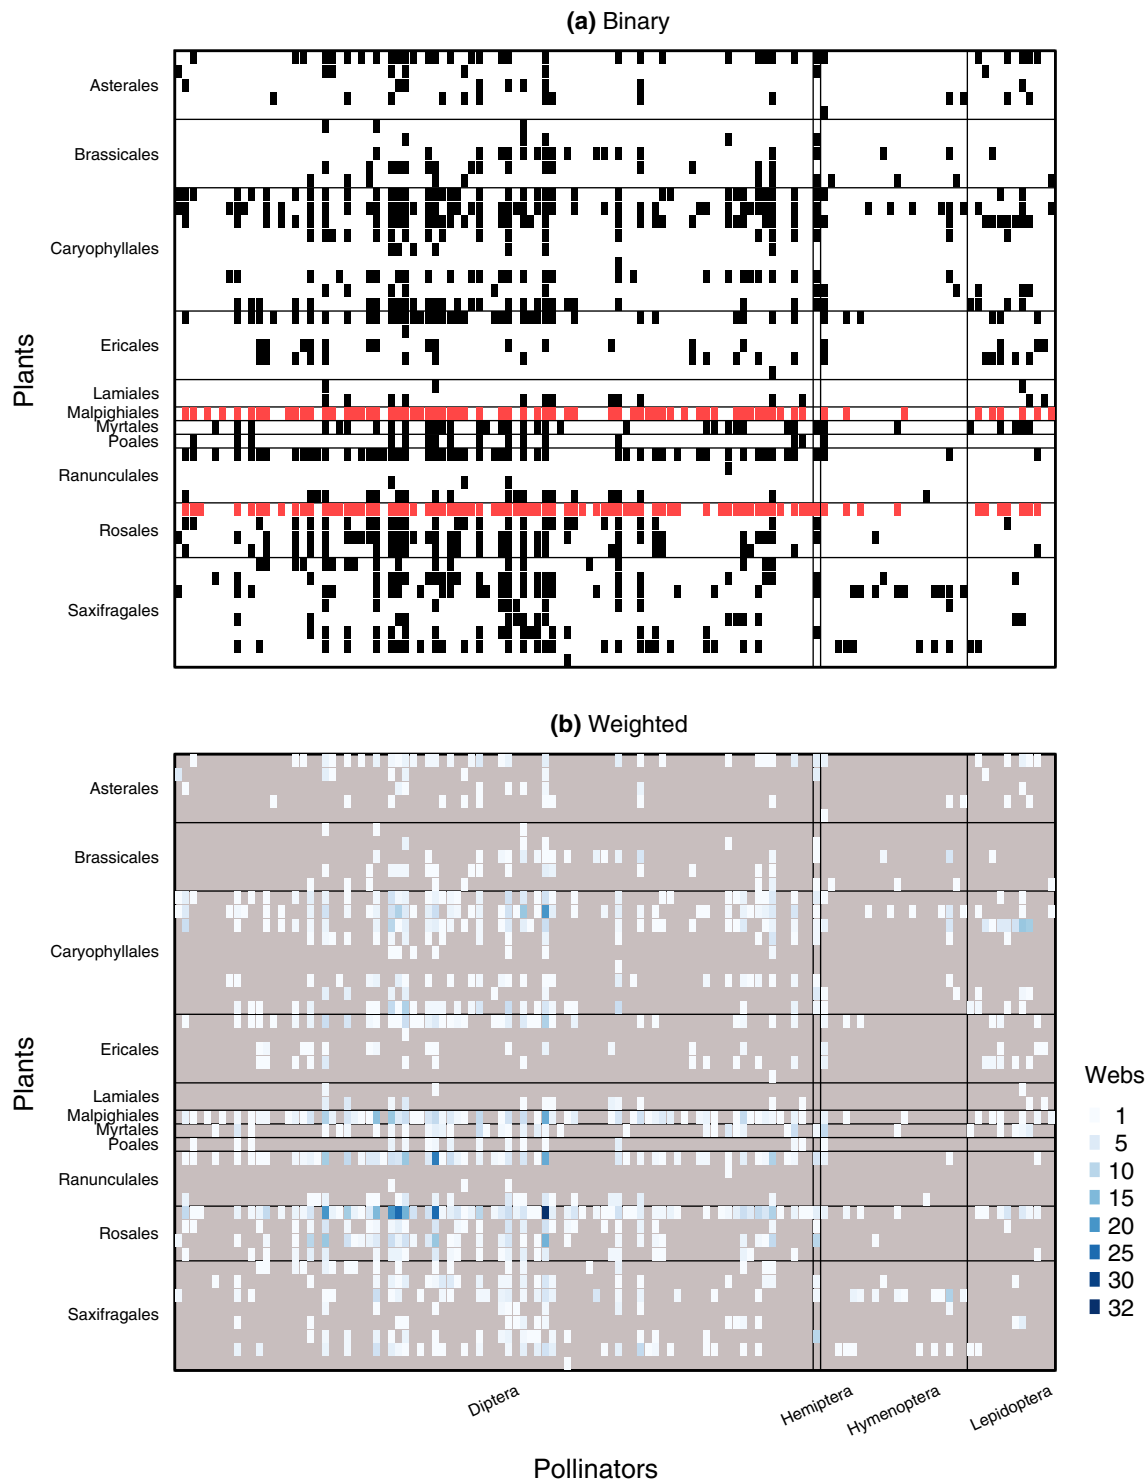 (a) Binary
Asterales
Brassicales
Caryophyllales
Ericales
Lamiales
Malpighiales
Myrtales
Poales
Ranunculales
Rosales
Saxifragales
Plants
(b) Weighted
Asterales
Brassicales
Caryophyllales
Ericales
Lamiales
Malpighiales
Myrtales
Poales
Ranunculales
Rosales
Saxifragales
Plants
Webs
1
5
10
15
20
25
30
32
Diptera
Hemiptera
Hymenoptera
Lepidoptera
Pollinators